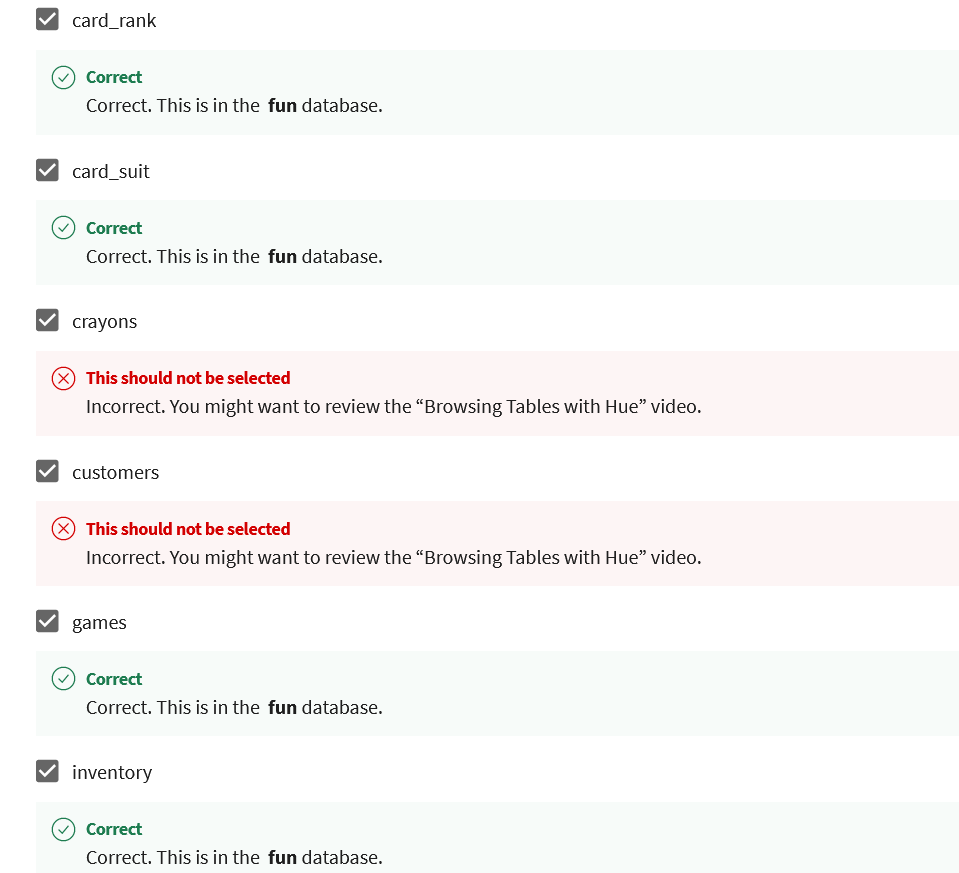 card_rank
Correct
Correct. This is in the fun database.
card_suit
Correct
Correct. This is in the fun database.
crayons
This should not be selected
Incorrect. You might want to review the “Browsing Tables with Hue” video.
customers
This should not be selected
Incorrect. You might want to review the “Browsing Tables with Hue” video.
games
Correct
Correct. This is in the fun database.
inventory
Correct
Correct. This is in the fun database.